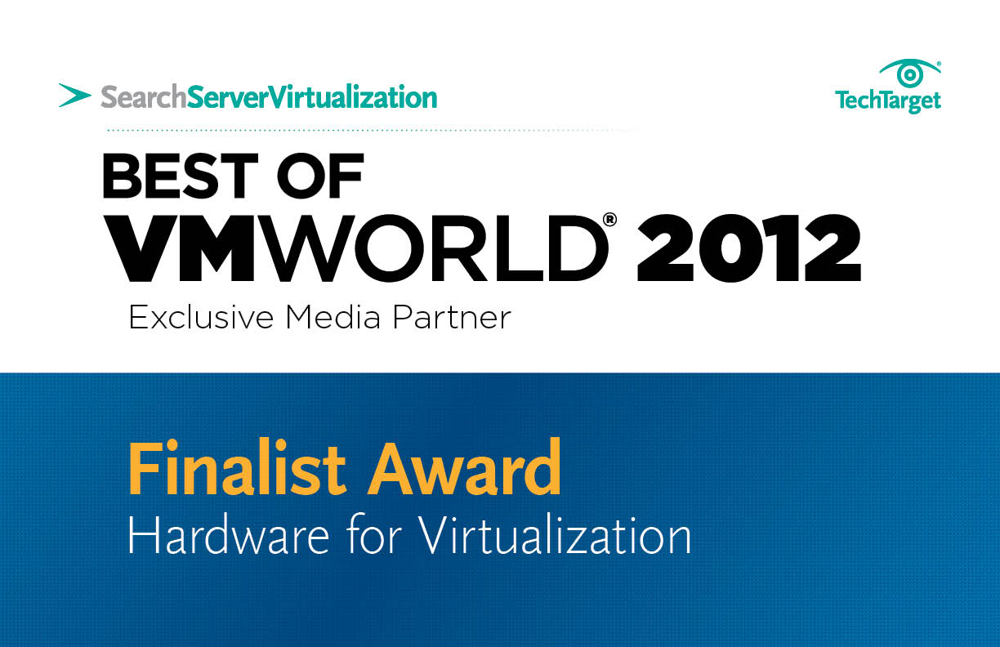 SearchServerVirtualization
TechTarget®
BEST OF
VMWORLD® 2012
Exclusive Media Partner
Finalist Award
Hardware for Virtualization